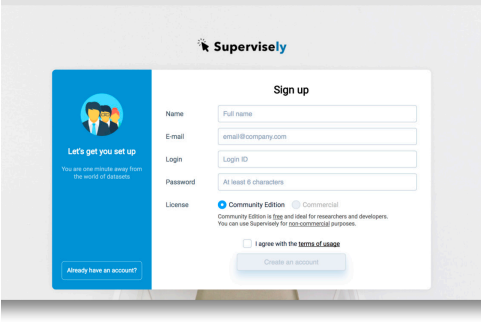 Supervisely
Let's get you set up
You are one minute away from
the world of datasets
Already have an account?
Sign up
Name
Full name
E-mail
email@company.com
Login
Login ID
Password
At least 6 characters
License
Community Edition
Commercial
Community Edition is free and ideal for researchers and developers.
You can use Supervisely for non-commercial purposes.
I agree with the terms of usage
Create an account